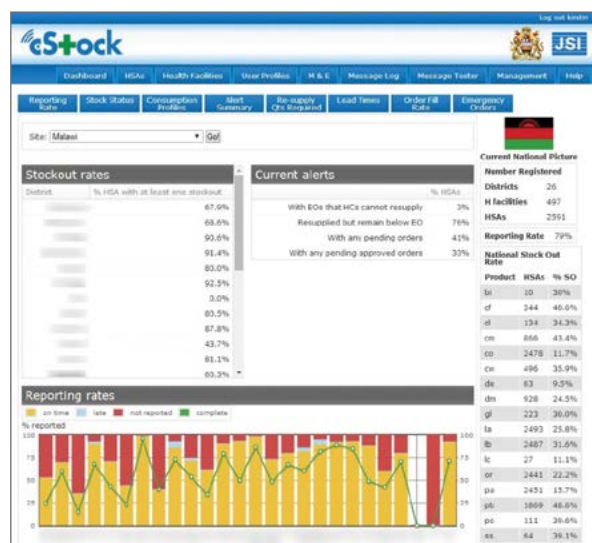 Log out kestin
cStock
JSI
Dashboard HSAs Health Facilities User Profiles M & E Message Log Message Tester Management Help
Reporting Rate Stock Status Consumption Profiles Alert Summary Re-supply Qts Required Lead Times Order Fill Rate Emergency Orders
Site: Malawi Go!
Stockout rates
District % HSA with at least one stockout
67.9%
68.6%
90.6%
91.4%
80.0%
92.5%
0.0%
80.5%
87.8%
43.7%
81.1%
60.3%
Current alerts
% HSAs
With EOs that HCs cannot resupply 3%
Resupplied but remain below EO 76%
With any pending orders 41%
With any pending approved orders 33%
Current National Picture
Number Registered
Districts 26
H facilities 497
HSAs 2591
Reporting Rate 79%
National Stock Out Rate
Product HSAs % SO
bi 10 30%
cf 544 40.6%
cl 134 34.3%
cm 866 43.4%
co 2478 11.7%
cw 496 35.9%
de 63 9.5%
dm 928 24.5%
gl 223 30.0%
la 2493 25.8%
lb 2487 31.6%
lc 27 11.1%
or 2441 22.2%
pa 2451 15.7%
pb 1809 48.6%
ps 111 39.6%
ss 64 39.1%
Reporting rates
on time late not reported complete
% reported
100 75 50 25 0
100 75 50 25 0